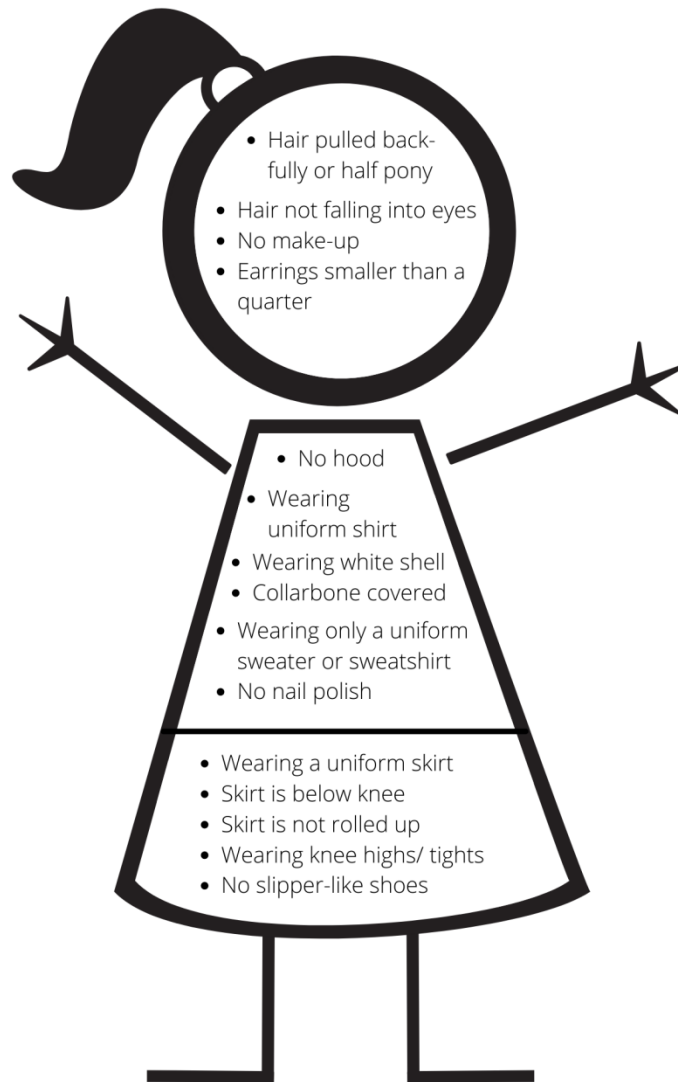 • Hair pulled back-
fully or half pony
• Hair not falling into eyes
• No make-up
• Earrings smaller than a
quarter
• No hood
• Wearing
uniform shirt
• Wearing white shell
• Collarbone covered
• Wearing only a uniform
sweater or sweatshirt
• No nail polish
• Wearing a uniform skirt
• Skirt is below knee
• Skirt is not rolled up
• Wearing knee highs/ tights
• No slipper-like shoes